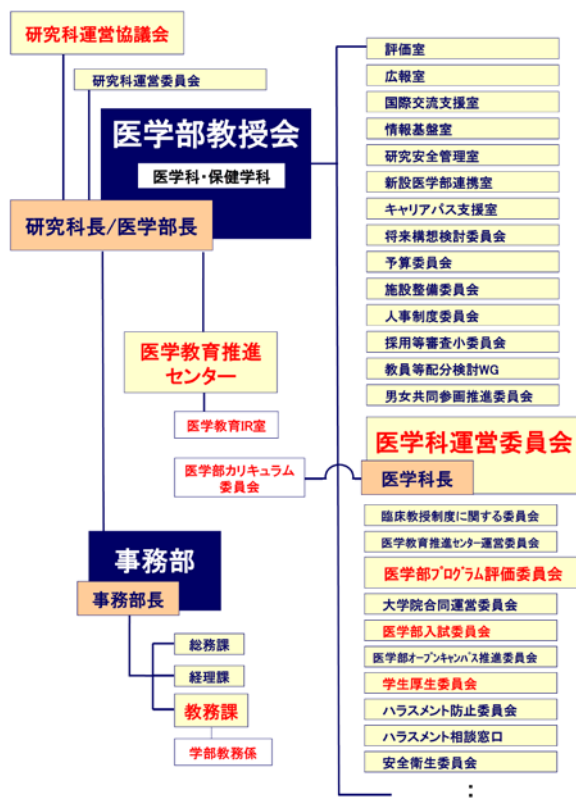 研究科運営協議会
研究科運営委員会
医学部教授会
医学科・保健学科
研究科長/医学部長
医学教育推進
センター
医学教育IR室
医学部カリキュラム
委員会
事務部
事務部長
総務課
経理課
教務課
学部教務係
評価室
広報室
国際交流支援室
情報基盤室
研究安全管理室
新設医学部連携室
キャリアパス支援室
将来構想検討委員会
予算委員会
施設整備委員会
人事制度委員会
採用等審査小委員会
教員等配分検討WG
男女共同参画推進委員会
医学科運営委員会
医学科長
臨床教授制度に関する委員会
医学教育推進センター運営委員会
医学部プログラム評価委員会
大学院合同運営委員会
医学部入試委員会
医学部オープンキャンパス推進委員会
学生厚生委員会
ハラスメント防止委員会
ハラスメント相談窓口
安全衛生委員会
：